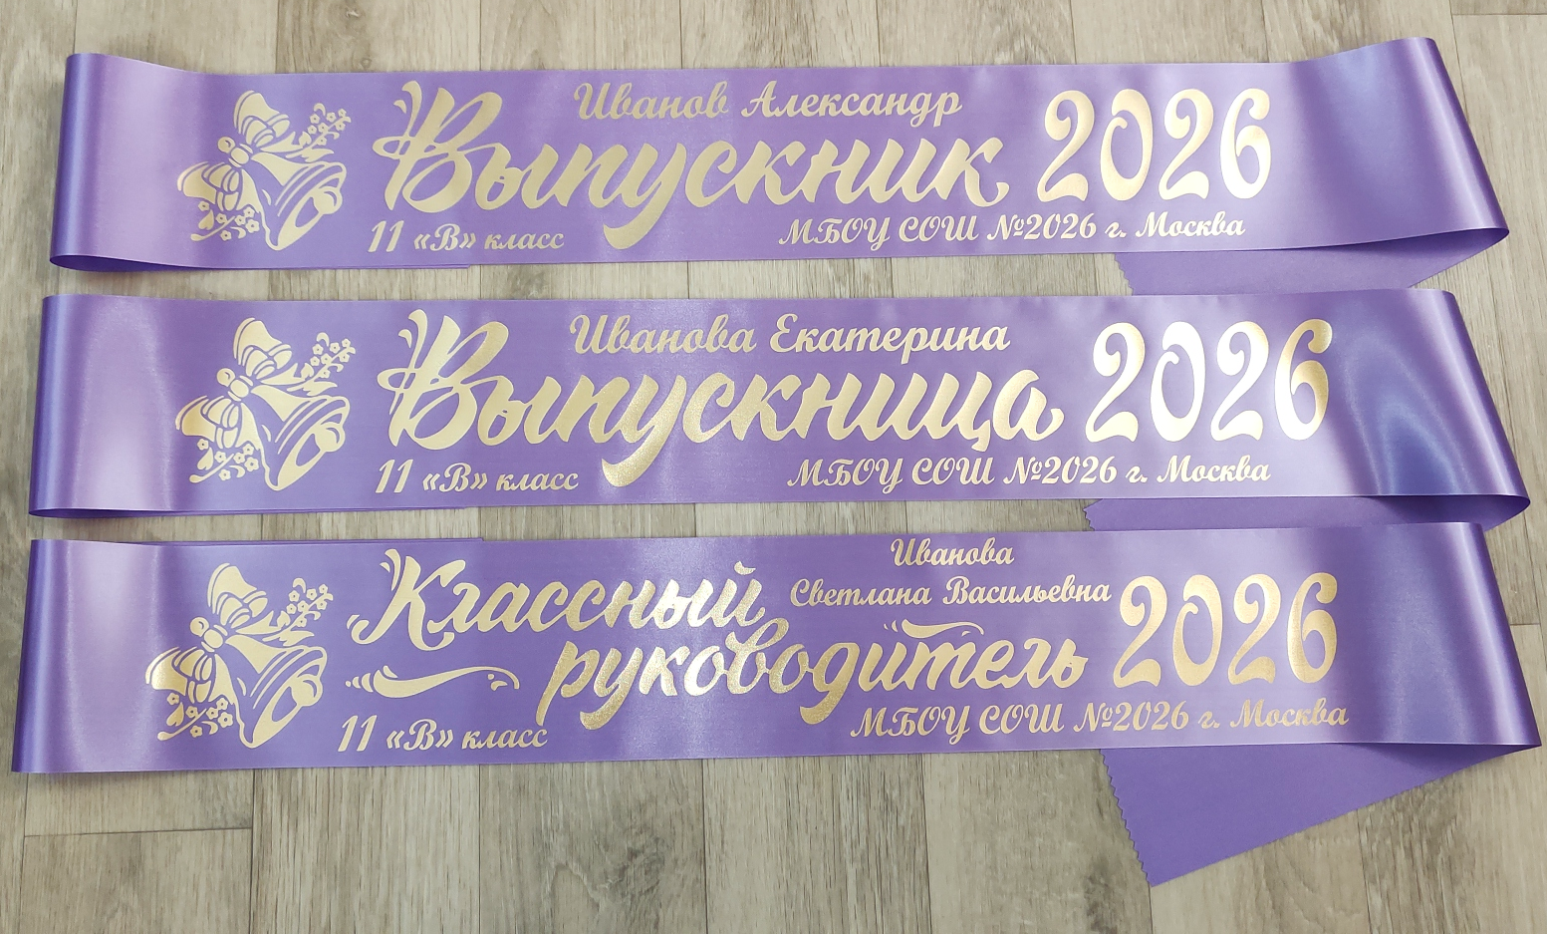 Иванов Александр
Выпускник 2026
11 «В» класс
МБОУ СОШ №2026 г. Москва
Иванова Екатерина
Выпускница 2026
11 «В» класс
МБОУ СОШ №2026 г. Москва
Иванова
Светлана Васильевна
Классный
руководитель 2026
11 «В» класс
МБОУ СОШ №2026 г. Москва